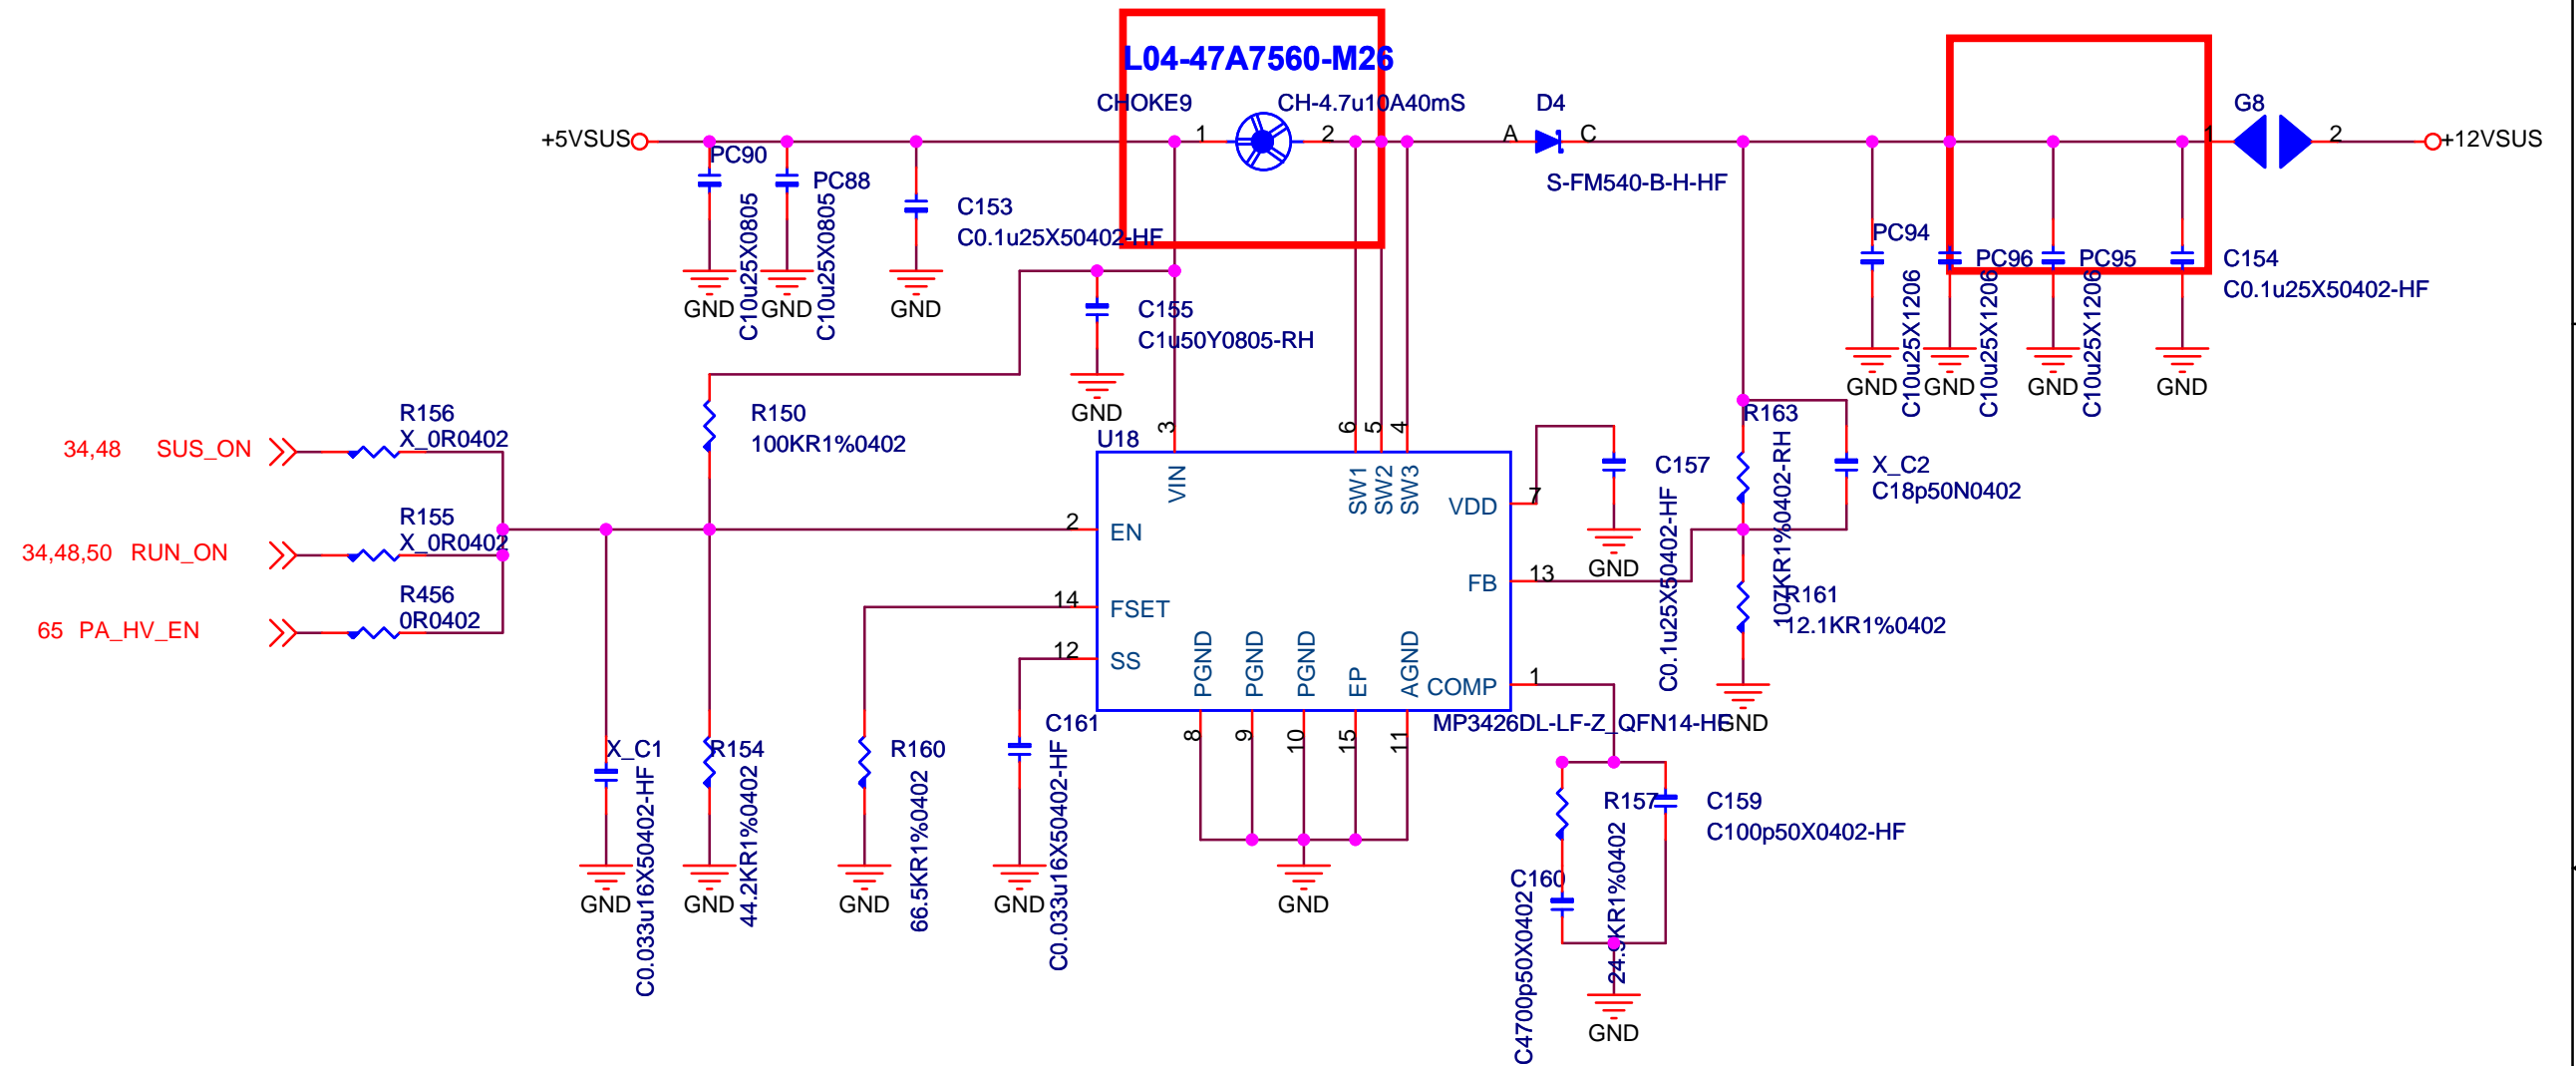 L04-47A7560-M26
CHOKE9
CH-4.7u10A40mS
D4
G8
+5VSUS
1
2
A
C
1
2
+12VSUS
PC90
PC88
S-FM540-B-H-HF
C10u25X0805
C10u25X0805
C153
C0.1u25X50402-HF
PC94
PC96
PC95
C154
C0.1u25X50402-HF
C10u25X1206
C10u25X1206
C10u25X1206
GND
GND
GND
C155
C1u50Y0805-RH
GND
GND
GND
GND
GND
R156
X_0R0402
34,48
SUS_ON
R150
100KR1%0402
3
6
5
4
U18
VIN
SW1
SW2
SW3
VDD
7
C157
C0.1u25X50402-HF
GND
R163
107KR1%0402-RH
X_C2
C18p50N0402
R155
X_0R0402
34,48,50
RUN_ON
2
EN
FB
13
R456
0R0402
65
PA_HV_EN
14
FSET
R161
12.1KR1%0402
12
SS
PGND
PGND
PGND
EP
AGND
COMP
1
8
9
10
15
11
MP3426DL-LF-Z_QFN14-HF
GND
X_C1
C0.033u16X50402-HF
R154
44.2KR1%0402
R160
66.5KR1%0402
C161
C0.033u16X50402-HF
R157
C159
C100p50X0402-HF
C160
C4700p50X0402
GND
GND
GND
GND
GND
GND